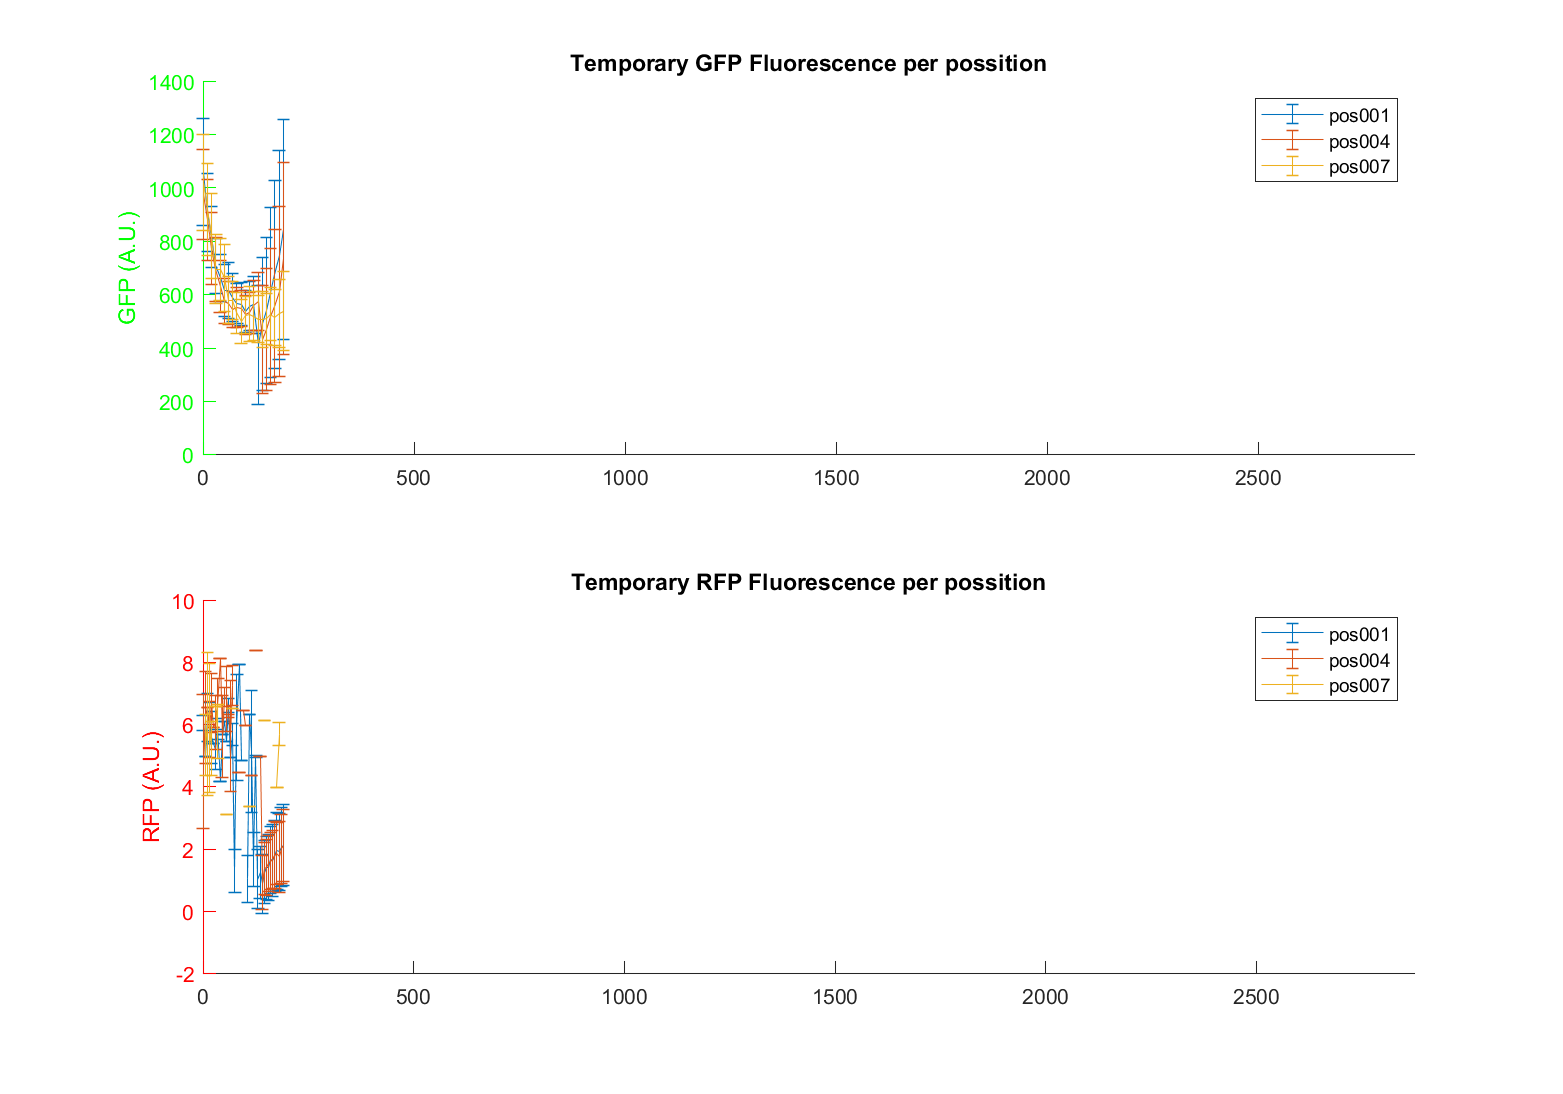 Temporary GFP Fluorescence per possition
1400
1200
1000
800
600
400
200
0
GFP (A.U.)
0 500 1000 1500 2000 2500
pos001
pos004
pos007
Temporary RFP Fluorescence per possition
10
8
6
4
2
0
-2
RFP (A.U.)
0 500 1000 1500 2000 2500
pos001
pos004
pos007